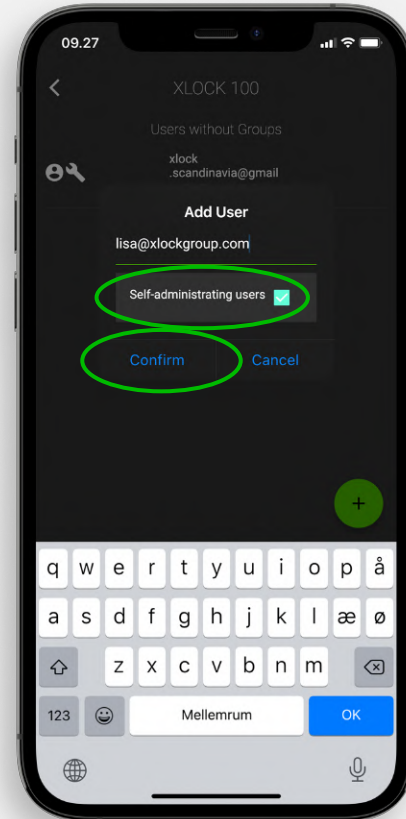 09.27
XLOCK 100
Users without Groups
xlock
.scandinavia@gmail
Add User
lisa@xlockgroup.com
Self-administrating users
Confirm Cancel
+
q w e r t y u i o p å
a s d f g h j k l æ ø
z x c v b n m
123 Mellemrum OK